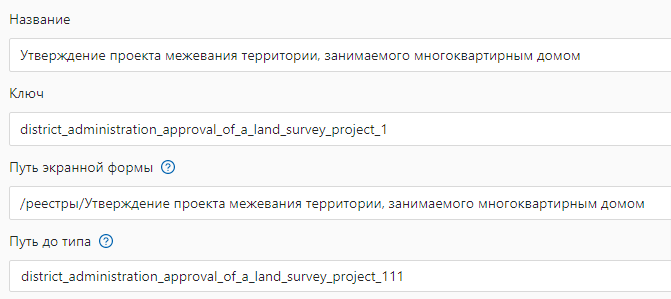 Название
Утверждение проекта межевания территории, занимаемого многоквартирным домом
Ключ
district_administration_approval_of_a_land_survey_project_1
Путь экранной формы ?
/реестры/Утверждение проекта межевания территории, занимаемого многоквартирным домом
Путь до типа ?
district_administration_approval_of_a_land_survey_project_111